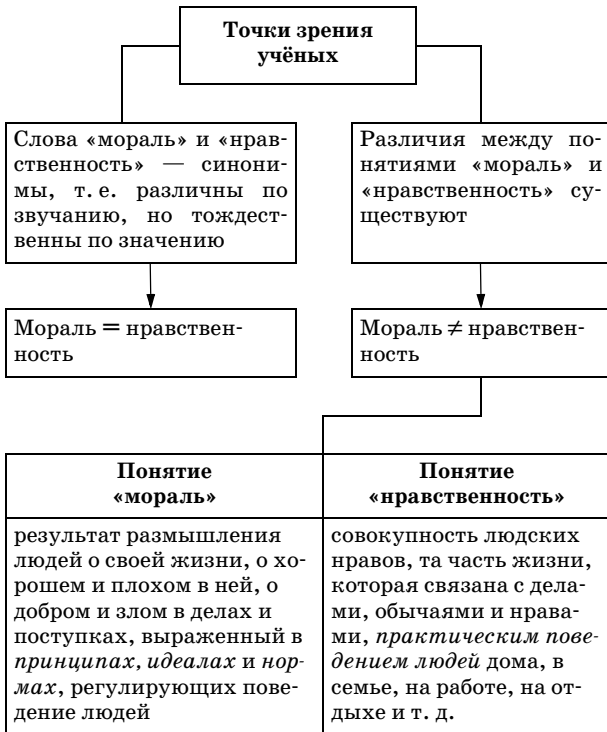 Точки зрения
учёных
Слова «мораль» и «нрав-
ственность» — синони-
мы, т. е. различны по
звучанию, но тождест-
венны по значению
Различия между по-
нятиями «мораль» и
«нравственность» су-
ществуют
Мораль = нравствен-
ность
Мораль ≠ нравствен-
ность
Понятие
«мораль»
Понятие
«нравственность»
результат размышления
людей о своей жизни, о хо-
рошем и плохом в ней, о
добром и злом в делах и
поступках, выраженный в
принципах, идеалах и нор-
мах, регулирующих пове-
дение людей
совокупность людских
нравов, та часть жизни,
которая связана с дела-
ми, обычаями и нрава-
ми, практическим пове-
дением людей дома, в
семье, на работе, на от-
дыхе и т. д.